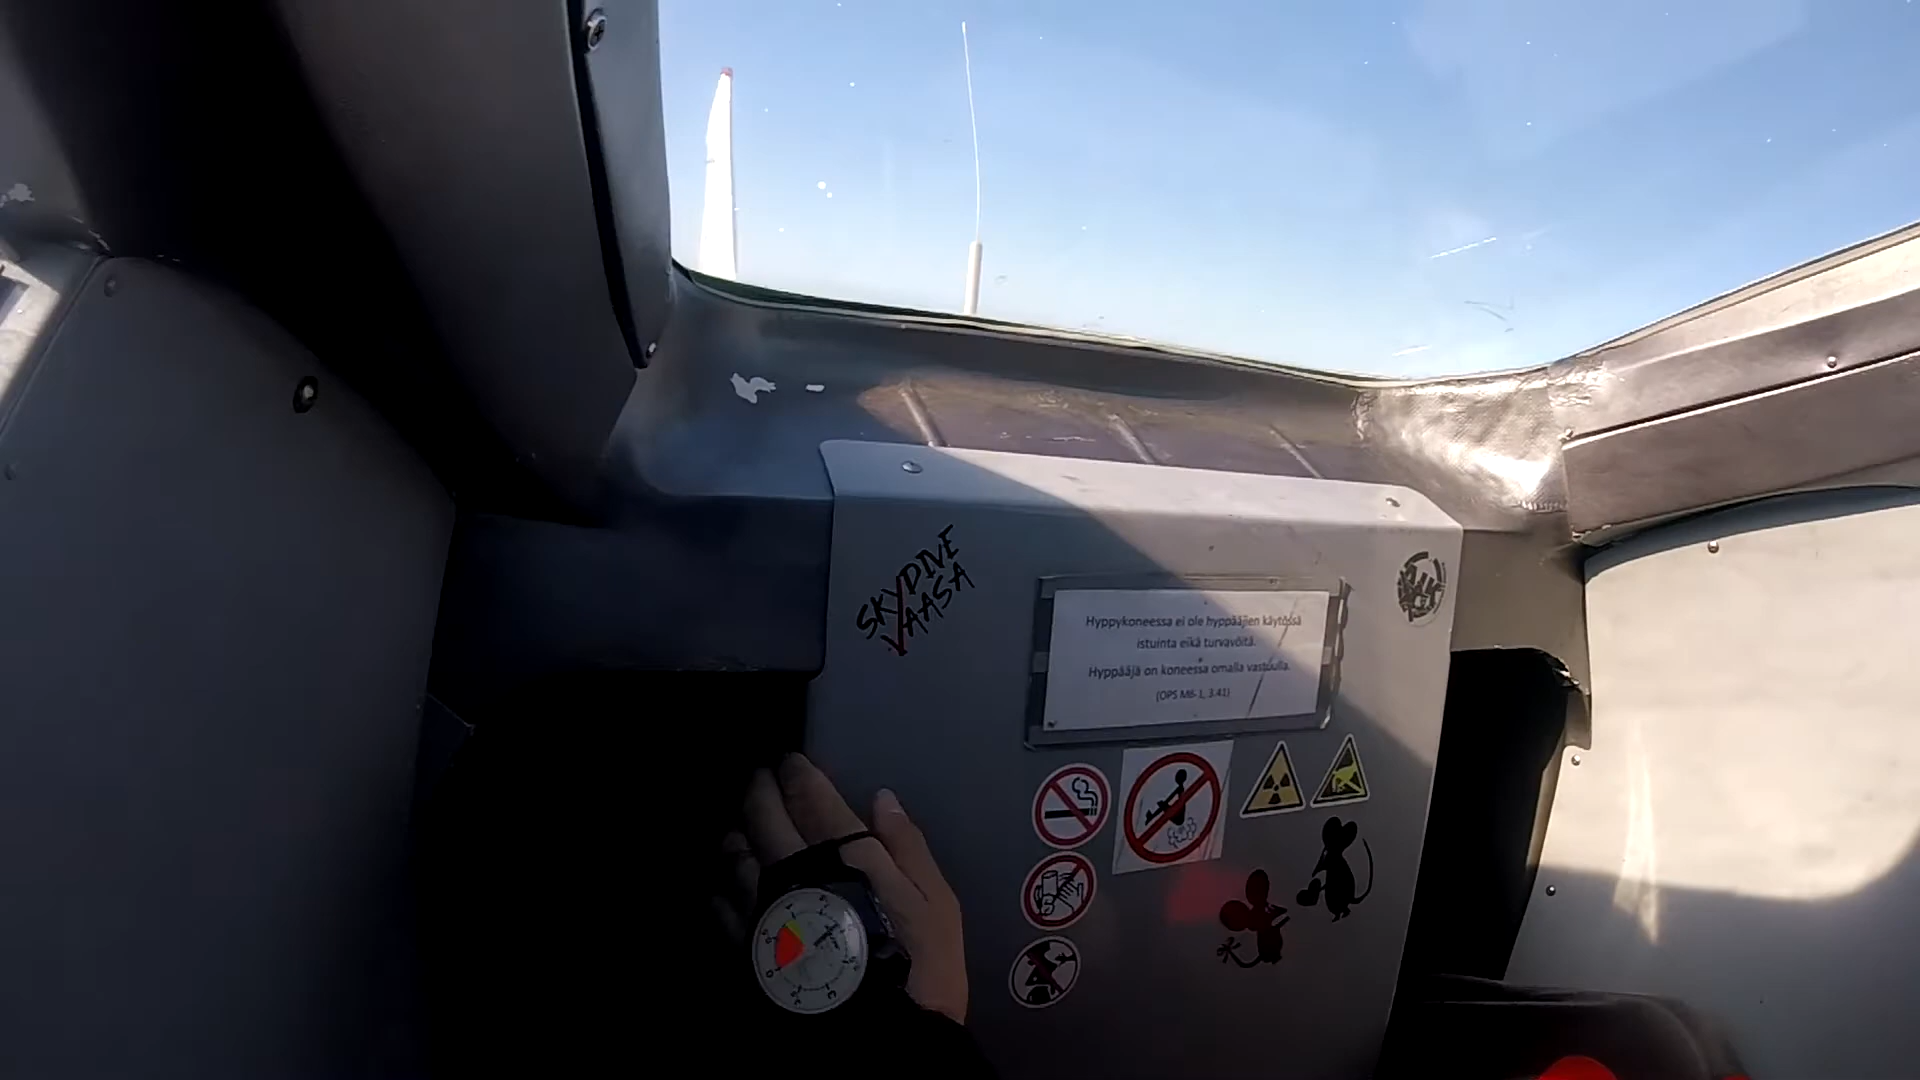 SKYDIVE
VAASA
Hyppykoneessa ei ole hyppääjien käytössä
istuinta eikä turvavöitä.
Hyppääjä on koneessa omalla vastuulla.
(OPS M6-1, 3.41)